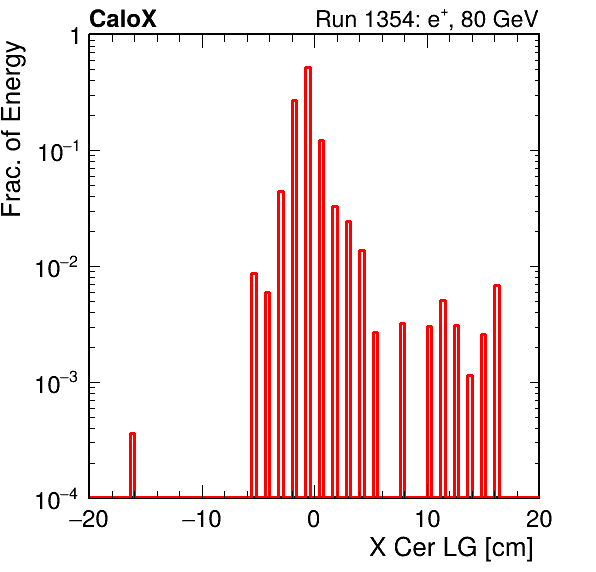 CaloX Run 1354: e⁺, 80 GeV
Frac. of Energy
1
10⁻¹
10⁻²
10⁻³
10⁻⁴
−20 −10 0 10 20
X Cer LG [cm]